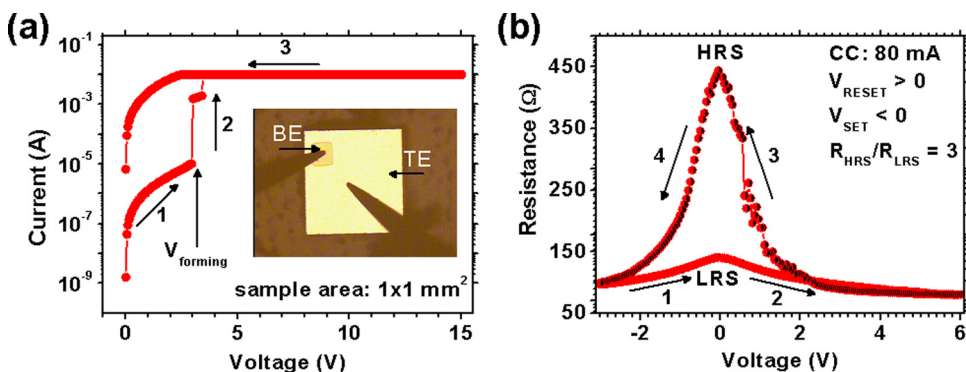 (a)
10⁻¹
10⁻³
10⁻⁵
10⁻⁷
10⁻⁹
Current (A)
3
2
1
V_forming
BE
TE
sample area: 1x1 mm²
0
5
10
15
Voltage (V)
(b)
450
350
250
150
50
Resistance (Ω)
HRS
CC: 80 mA
V_RESET > 0
V_SET < 0
R_HRS/R_LRS = 3
4
3
LRS
1
2
-2
0
2
4
6
Voltage (V)